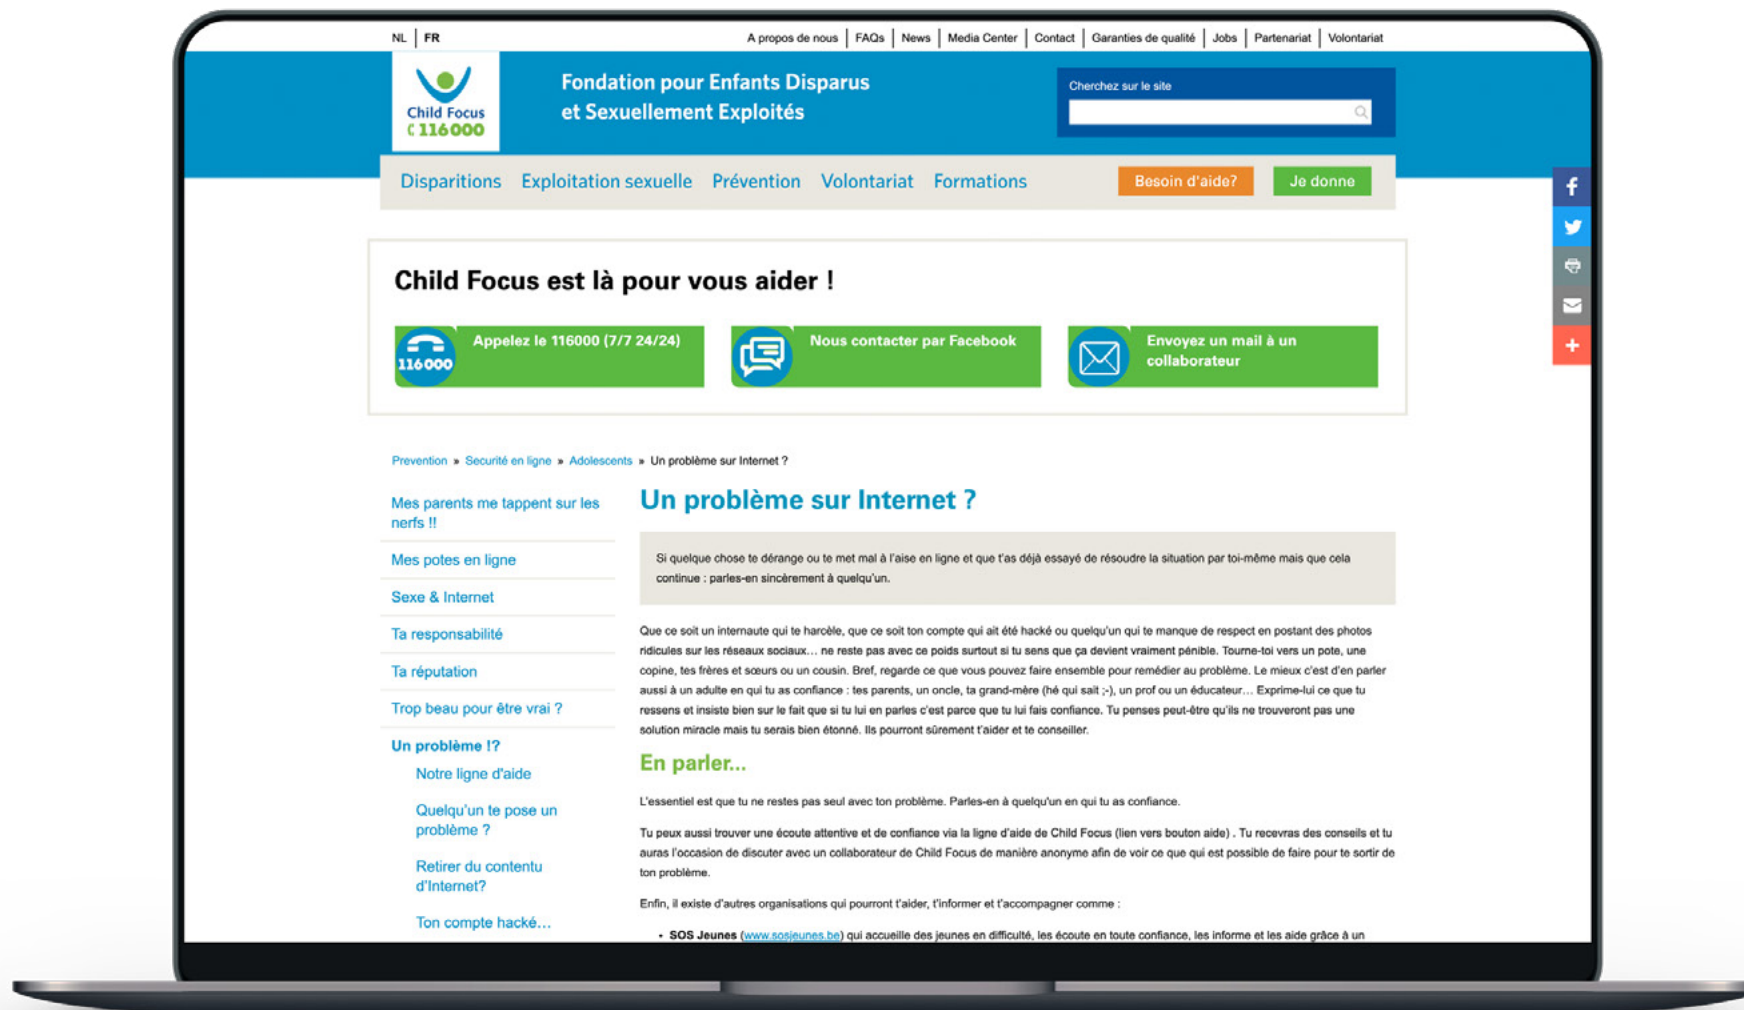 NL | FR
A propos de nous | FAQs | News | Media Center | Contact | Garanties de qualité | Jobs | Partenariat | Volontariat
Child Focus
116000
Fondation pour Enfants Disparus
et Sexuellement Exploités
Cherchez sur le site
Disparitions Exploitation sexuelle Prévention Volontariat Formations
Besoin d'aide?
Je donne
Child Focus est là pour vous aider !
116000
Appelez le 116000 (7/7 24/24)
Nous contacter par Facebook
Envoyez un mail à un
collaborateur
Prevention » Securité en ligne » Adolescents » Un problème sur Internet ?
Mes parents me tappent sur les
nerfs !!
Mes potes en ligne
Sexe & Internet
Ta responsabilité
Ta réputation
Trop beau pour être vrai ?
Un problème !?
Notre ligne d'aide
Quelqu'un te pose un
problème ?
Retirer du contentu
d'Internet?
Ton compte hacké...
Un problème sur Internet ?
Si quelque chose te dérange ou te met mal à l'aise en ligne et que t'as déjà essayé de résoudre la situation par toi-même mais que cela
continue : parles-en sincèrement à quelqu'un.
Que ce soit un internaute qui te harcèle, que ce soit ton compte qui ait été hacké ou quelqu'un qui te manque de respect en postant des photos
ridicules sur les réseaux sociaux… ne reste pas avec ce poids surtout si tu sens que ça devient vraiment pénible. Tourne-toi vers un pote, une
copine, tes frères et sœurs ou un cousin. Bref, regarde ce que vous pouvez faire ensemble pour remédier au problème. Le mieux c'est d'en parler
aussi à un adulte en qui tu as confiance : tes parents, un oncle, ta grand-mère (hé qui sait ;-), un prof ou un éducateur… Exprime-lui ce que tu
ressens et insiste bien sur le fait que si tu lui en parles c'est parce que tu lui fais confiance. Tu penses peut-être qu'ils ne trouveront pas une
solution miracle mais tu serais bien étonné. Ils pourront sûrement t'aider et te conseiller.
En parler...
L'essentiel est que tu ne restes pas seul avec ton problème. Parles-en à quelqu'un en qui tu as confiance.
Tu peux aussi trouver une écoute attentive et de confiance via la ligne d'aide de Child Focus (lien vers bouton aide) . Tu recevras des conseils et tu
auras l'occasion de discuter avec un collaborateur de Child Focus de manière anonyme afin de voir ce que qui est possible de faire pour te sortir de
ton problème.
Enfin, il existe d'autres organisations qui pourront t'aider, t'informer et t'accompagner comme :
• SOS Jeunes (www.sosjeunes.be) qui accueille des jeunes en difficulté, les écoute en toute confiance, les informe et les aide grâce à un